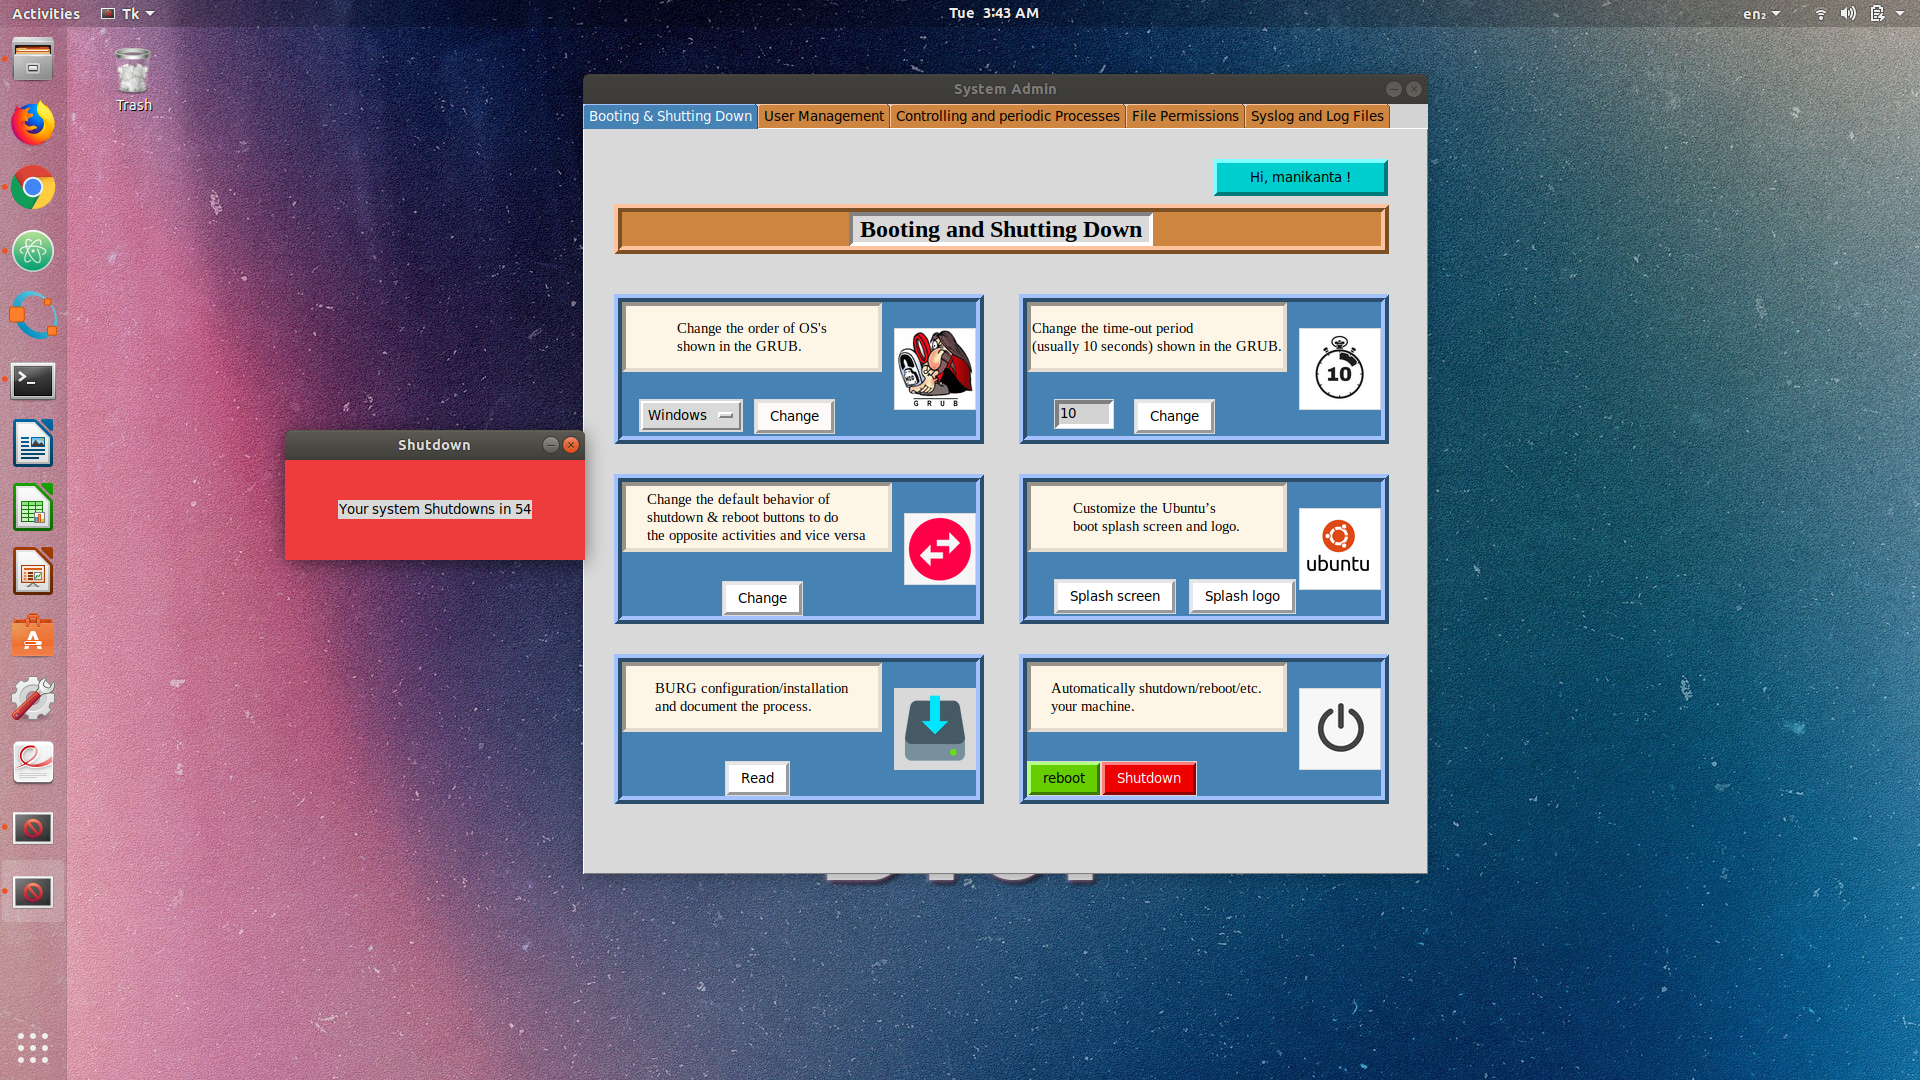 Activities Tk Tue 3:43 AM en₂
Trash
System Admin
Booting & Shutting Down User Management Controlling and periodic Processes File Permissions Syslog and Log Files
Hi, manikanta !
Booting and Shutting Down
Change the order of OS's
shown in the GRUB.
GRUB
Windows Change
Change the time-out period
(usually 10 seconds) shown in the GRUB.
10
10 Change
Shutdown
Your system Shutdowns in 54
Change the default behavior of
shutdown & reboot buttons to do
the opposite activities and vice versa
Change
Customize the Ubuntu’s
boot splash screen and logo.
ubuntu
Splash screen Splash logo
BURG configuration/installation
and document the process.
Read
Automatically shutdown/reboot/etc.
your machine.
reboot Shutdown